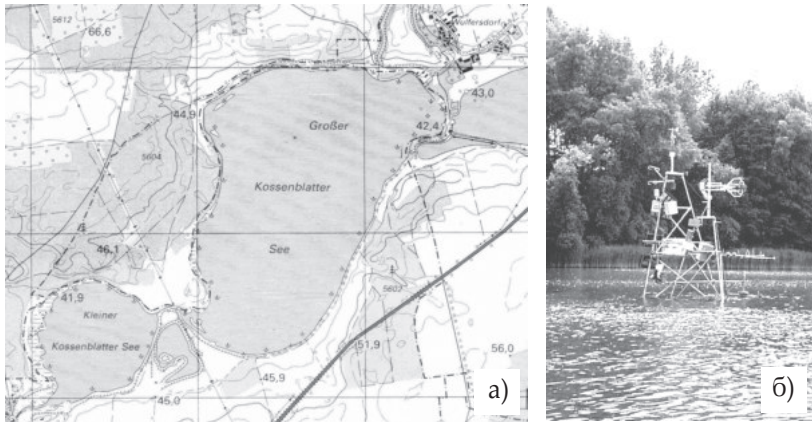 5612
66,6
Wulfersdorf
43,0
44,9
Großer
42,4
5604
Kossenblatter
See
46,1
41,9
5602
Kleiner
Kossenblatter See
51,9
56,0
45,9
45,0
а)
б)